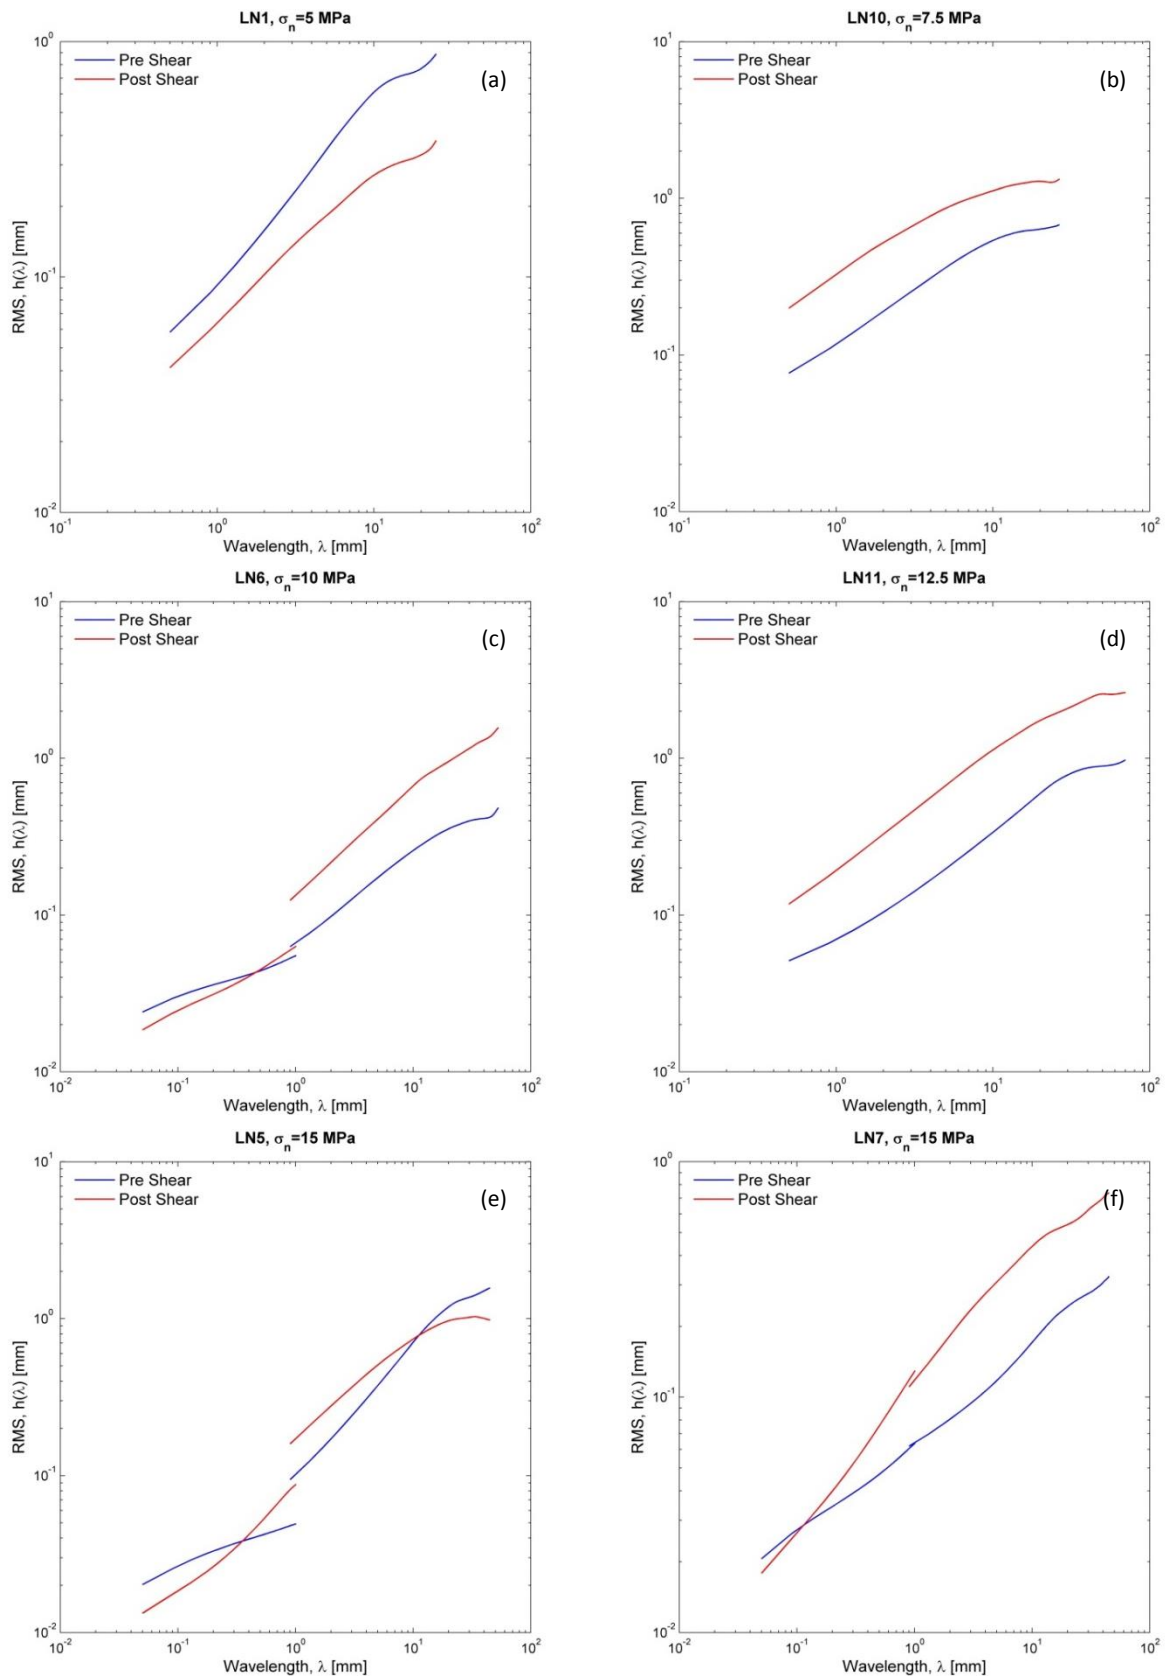 LN1, σn=5 MPa
Pre Shear
Post Shear
(a)
10^0
10^-1
10^-2
RMS, h(λ) [mm]
10^-1
10^0
10^1
10^2
Wavelength, λ [mm]
LN10, σn=7.5 MPa
Pre Shear
Post Shear
(b)
10^1
10^0
10^-1
10^-2
RMS, h(λ) [mm]
10^-1
10^0
10^1
10^2
Wavelength, λ [mm]
LN6, σn=10 MPa
Pre Shear
Post Shear
(c)
10^1
10^0
10^-1
10^-2
RMS, h(λ) [mm]
10^-2
10^-1
10^0
10^1
10^2
Wavelength, λ [mm]
LN11, σn=12.5 MPa
Pre Shear
Post Shear
(d)
10^1
10^0
10^-1
10^-2
RMS, h(λ) [mm]
10^-1
10^0
10^1
10^2
Wavelength, λ [mm]
LN5, σn=15 MPa
Pre Shear
Post Shear
(e)
10^1
10^0
10^-1
10^-2
RMS, h(λ) [mm]
10^-2
10^-1
10^0
10^1
10^2
Wavelength, λ [mm]
LN7, σn=15 MPa
Pre Shear
Post Shear
(f)
10^0
10^-1
10^-2
RMS, h(λ) [mm]
10^-2
10^-1
10^0
10^1
10^2
Wavelength, λ [mm]